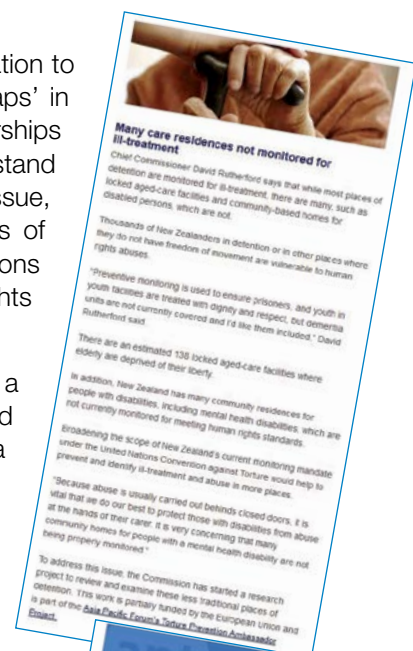 ation to
aps' in
rships
stand
ssue,
s of
ions
hts
a
d
a
Many care residences not monitored for
ill-treatment
Chief Commissioner David Rutherford says that while most places of
detention are monitored for ill-treatment, there are many, such as
locked aged-care facilities and community-based homes for
disabled persons, which are not.
Thousands of New Zealanders in detention or in other places where
they do not have freedom of movement are vulnerable to human
rights abuses.
"Preventive monitoring is used to ensure prisoners, and youth in
youth facilities are treated with dignity and respect, but dementia
units are not currently covered and I'd like them included," David
Rutherford said.
There are an estimated 138 locked aged-care facilities where
elderly are deprived of their liberty.
In addition, New Zealand has many community residences for
people with disabilities, including mental health disabilities, which are
not currently monitored for meeting human rights standards.
Broadening the scope of New Zealand's current monitoring mandate
under the United Nations Convention against Torture would help to
prevent and identify ill-treatment and abuse in more places.
"Because abuse is usually carried out behinds closed doors, it is
vital that we do our best to protect those with disabilities from abuse
at the hands of their carer. It is very concerning that many
community homes for people with a mental health disability are not
being properly monitored."
To address this issue, the Commission has started a research
project to review and examine these less traditional places of
detention. This work is partially funded by the European Union and
is part of the Asia Pacific Forum's Torture Prevention Ambassador
Project.